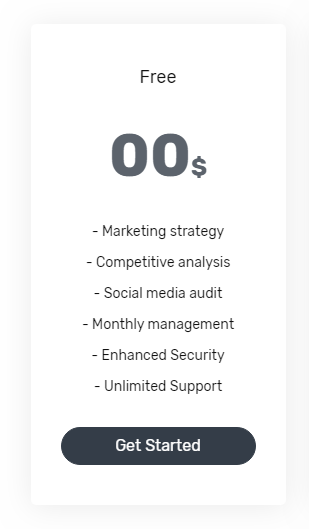 Free
00$
- Marketing strategy
- Competitive analysis
- Social media audit
- Monthly management
- Enhanced Security
- Unlimited Support
Get Started